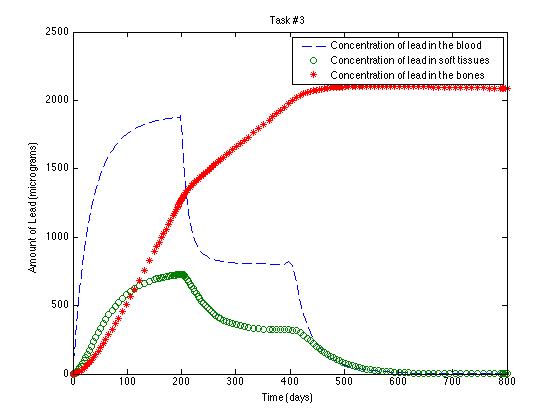 Task #3
2500
Concentration of lead in the blood
Concentration of lead in soft tissues
Concentration of lead in the bones
2000
1500
1000
500
0
Amount of Lead (micrograms)
0 100 200 300 400 500 600 700 800
Time (days)